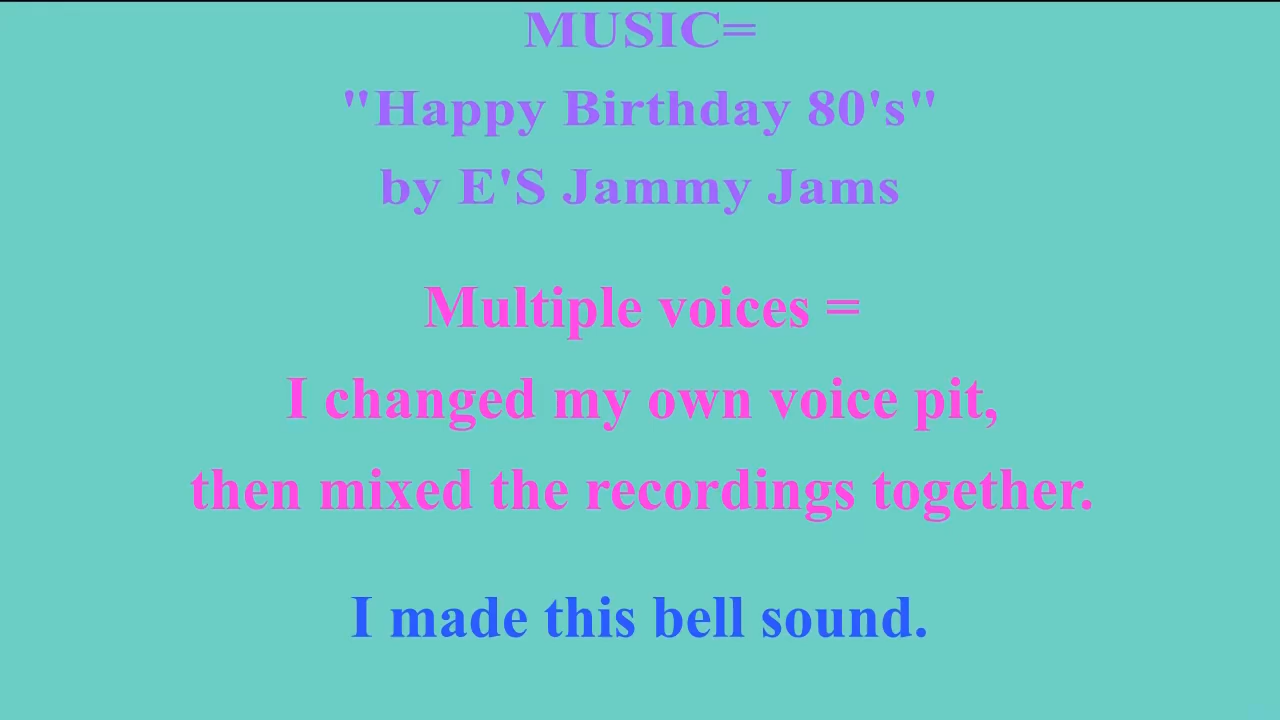 MUSIC=
"Happy Birthday 80's"
by E'S Jammy Jams
Multiple voices =
I changed my own voice pit,
then mixed the recordings together.
I made this bell sound.